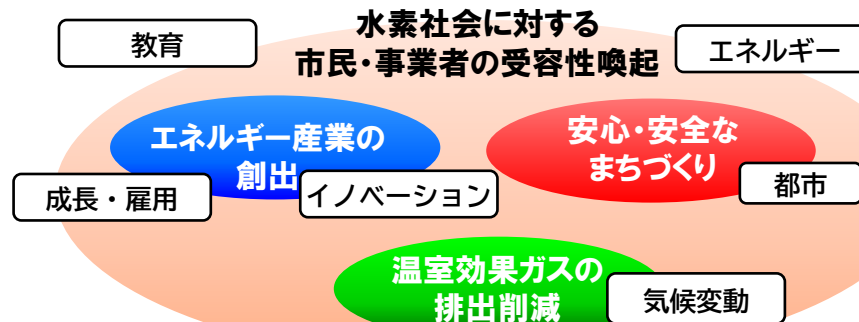 水素社会に対する
市民・事業者の受容性喚起
教育
エネルギー
エネルギー産業の
創出
安心・安全な
まちづくり
成長・雇用
イノベーション
都市
温室効果ガスの
排出削減
気候変動